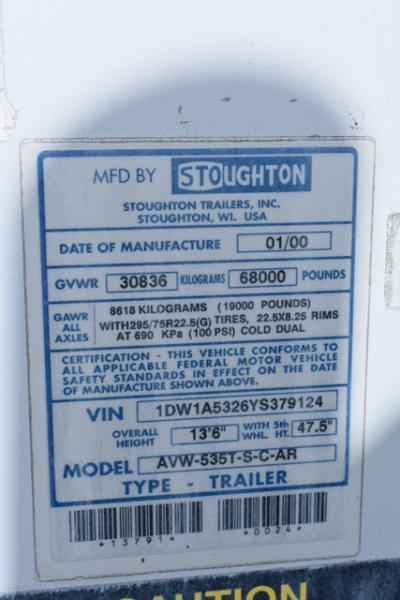 MFD BY STOUGHTON
STOUGHTON TRAILERS, INC.
STOUGHTON, WI. USA
DATE OF MANUFACTURE 01/00
GVWR 30836 KILOGRAMS 68000 POUNDS
GAWR ALL AXLES
8618 KILOGRAMS (19000 POUNDS)
WITH295/75R22.5(G) TIRES, 22.5X8.25 RIMS
AT 690 KPa (100 PSI) COLD DUAL
CERTIFICATION - THIS VEHICLE CONFORMS TO
ALL APPLICABLE FEDERAL MOTOR VEHICLE
SAFETY STANDARDS IN EFFECT ON THE DATE
OF MANUFACTURE SHOWN ABOVE.
VIN 1DW1A5326YS379124
OVERALL HEIGHT 13'6" WITH 5th WHL. HT. 47.5"
MODEL AVW-535T-S-C-AR
TYPE - TRAILER
*13791* *0024*
CAUTION